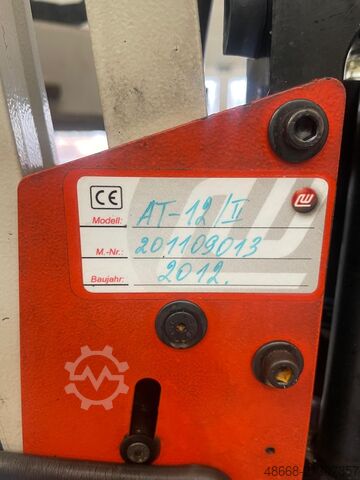 CE
Modell: AT-12/II
M.-Nr.: 201109013
Baujahr: 2012.